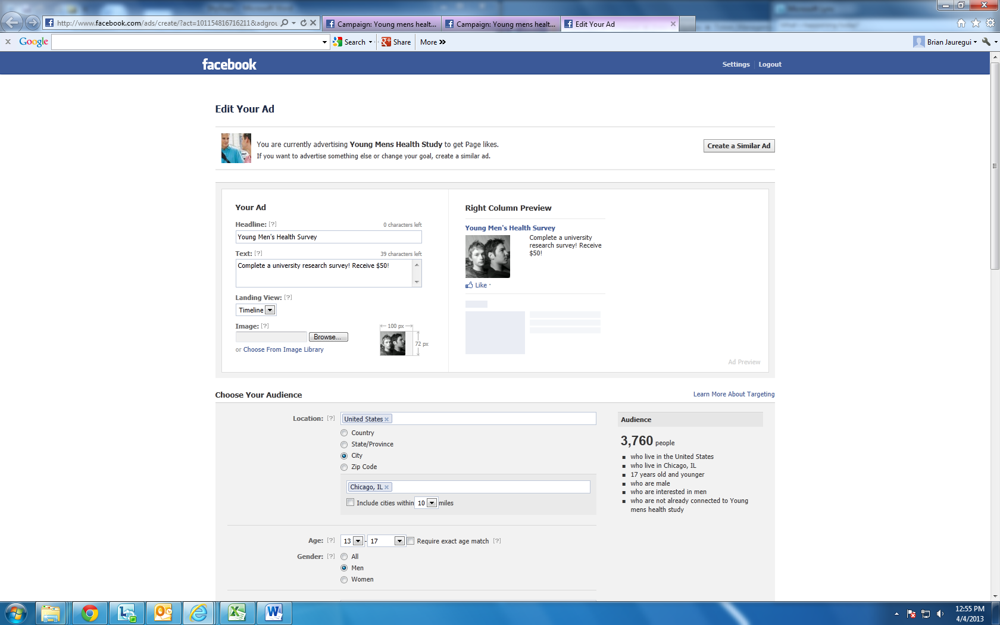 http://www.facebook.com/ads/create/?act=101154816716211&adgrou
Campaign: Young mens healt...
Campaign: Young mens healt...
Edit Your Ad
x Google
Search
Share
More »
Brian Jauregui
facebook
Settings
Logout
Edit Your Ad
You are currently advertising Young Mens Health Study to get Page likes.
If you want to advertise something else or change your goal, create a similar ad.
Create a Similar Ad
Your Ad
Headline: [?]
0 characters left
Young Men's Health Survey
Text: [?]
39 characters left
Complete a university research survey! Receive $50!
Landing View: [?]
Timeline
Image: [?]
Browse...
or Choose From Image Library
100 px
72 px
Right Column Preview
Young Men's Health Survey
Complete a university
research survey! Receive
$50!
Like ·
Ad Preview
Choose Your Audience
Learn More About Targeting
Location: [?]
United States
Country
State/Province
City
Zip Code
Chicago, IL
Include cities within 10 miles
Age: [?] 13 - 17 Require exact age match [?]
Gender: [?]
All
Men
Women
Audience
3,760 people
who live in the United States
who live in Chicago, IL
17 years old and younger
who are male
who are interested in men
who are not already connected to Young
mens health study
12:55 PM
4/4/2013